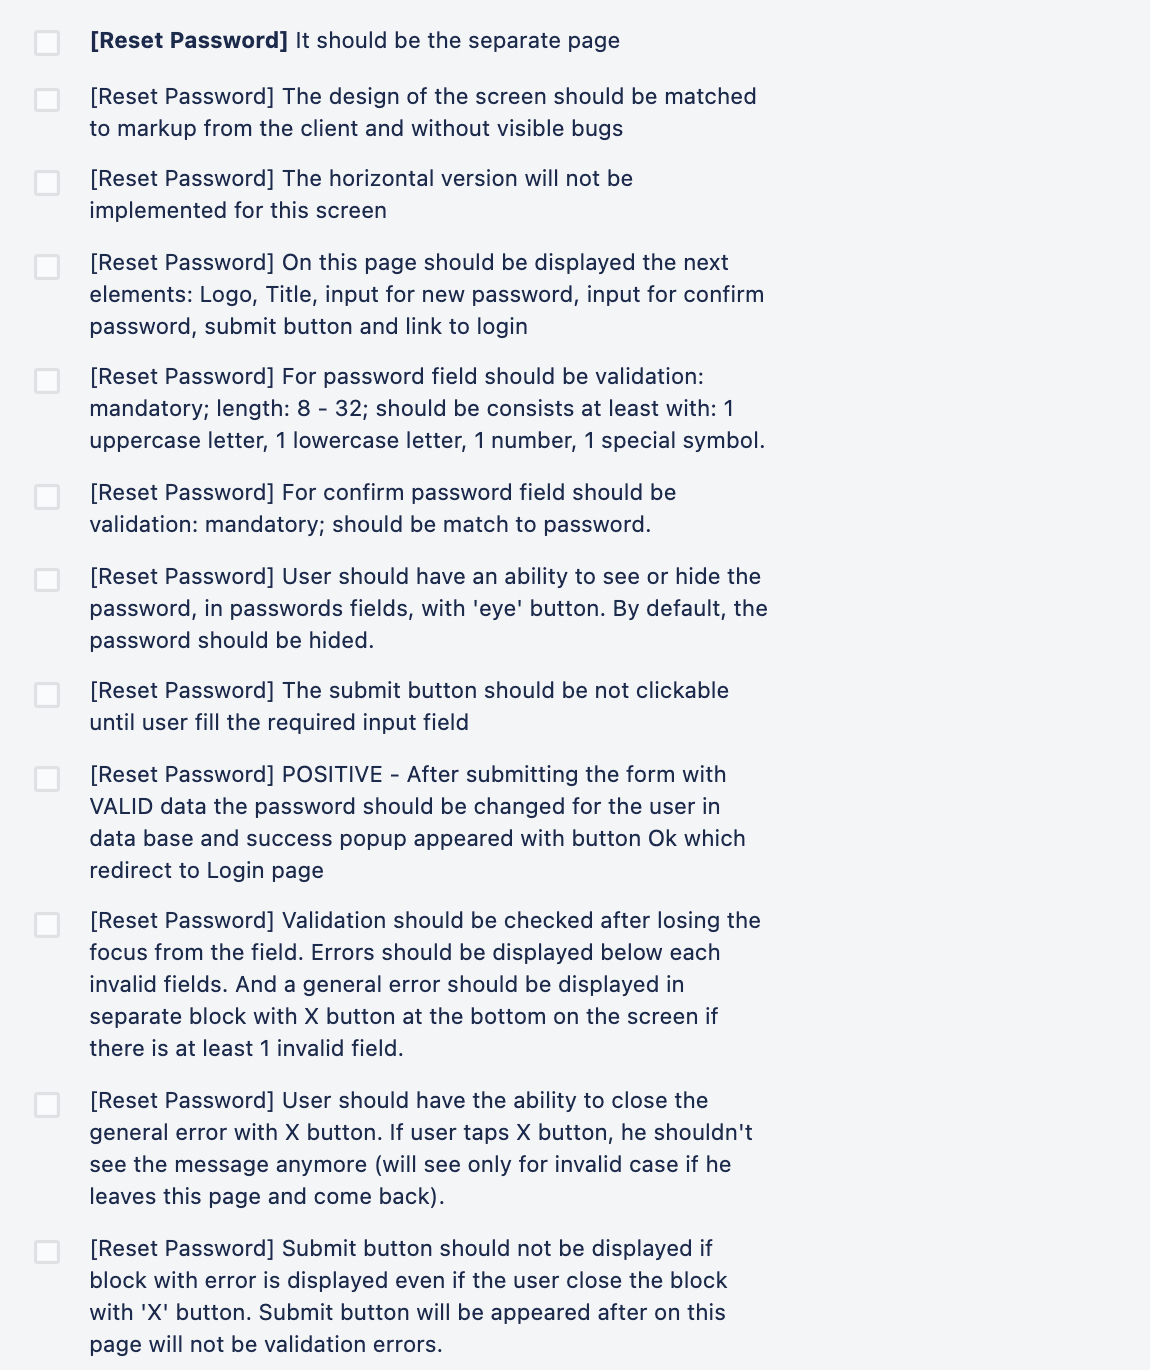 [Reset Password] It should be the separate page
[Reset Password] The design of the screen should be matched
to markup from the client and without visible bugs
[Reset Password] The horizontal version will not be
implemented for this screen
[Reset Password] On this page should be displayed the next
elements: Logo, Title, input for new password, input for confirm
password, submit button and link to login
[Reset Password] For password field should be validation:
mandatory; length: 8 - 32; should be consists at least with: 1
uppercase letter, 1 lowercase letter, 1 number, 1 special symbol.
[Reset Password] For confirm password field should be
validation: mandatory; should be match to password.
[Reset Password] User should have an ability to see or hide the
password, in passwords fields, with 'eye' button. By default, the
password should be hided.
[Reset Password] The submit button should be not clickable
until user fill the required input field
[Reset Password] POSITIVE - After submitting the form with
VALID data the password should be changed for the user in
data base and success popup appeared with button Ok which
redirect to Login page
[Reset Password] Validation should be checked after losing the
focus from the field. Errors should be displayed below each
invalid fields. And a general error should be displayed in
separate block with X button at the bottom on the screen if
there is at least 1 invalid field.
[Reset Password] User should have the ability to close the
general error with X button. If user taps X button, he shouldn't
see the message anymore (will see only for invalid case if he
leaves this page and come back).
[Reset Password] Submit button should not be displayed if
block with error is displayed even if the user close the block
with 'X' button. Submit button will be appeared after on this
page will not be validation errors.